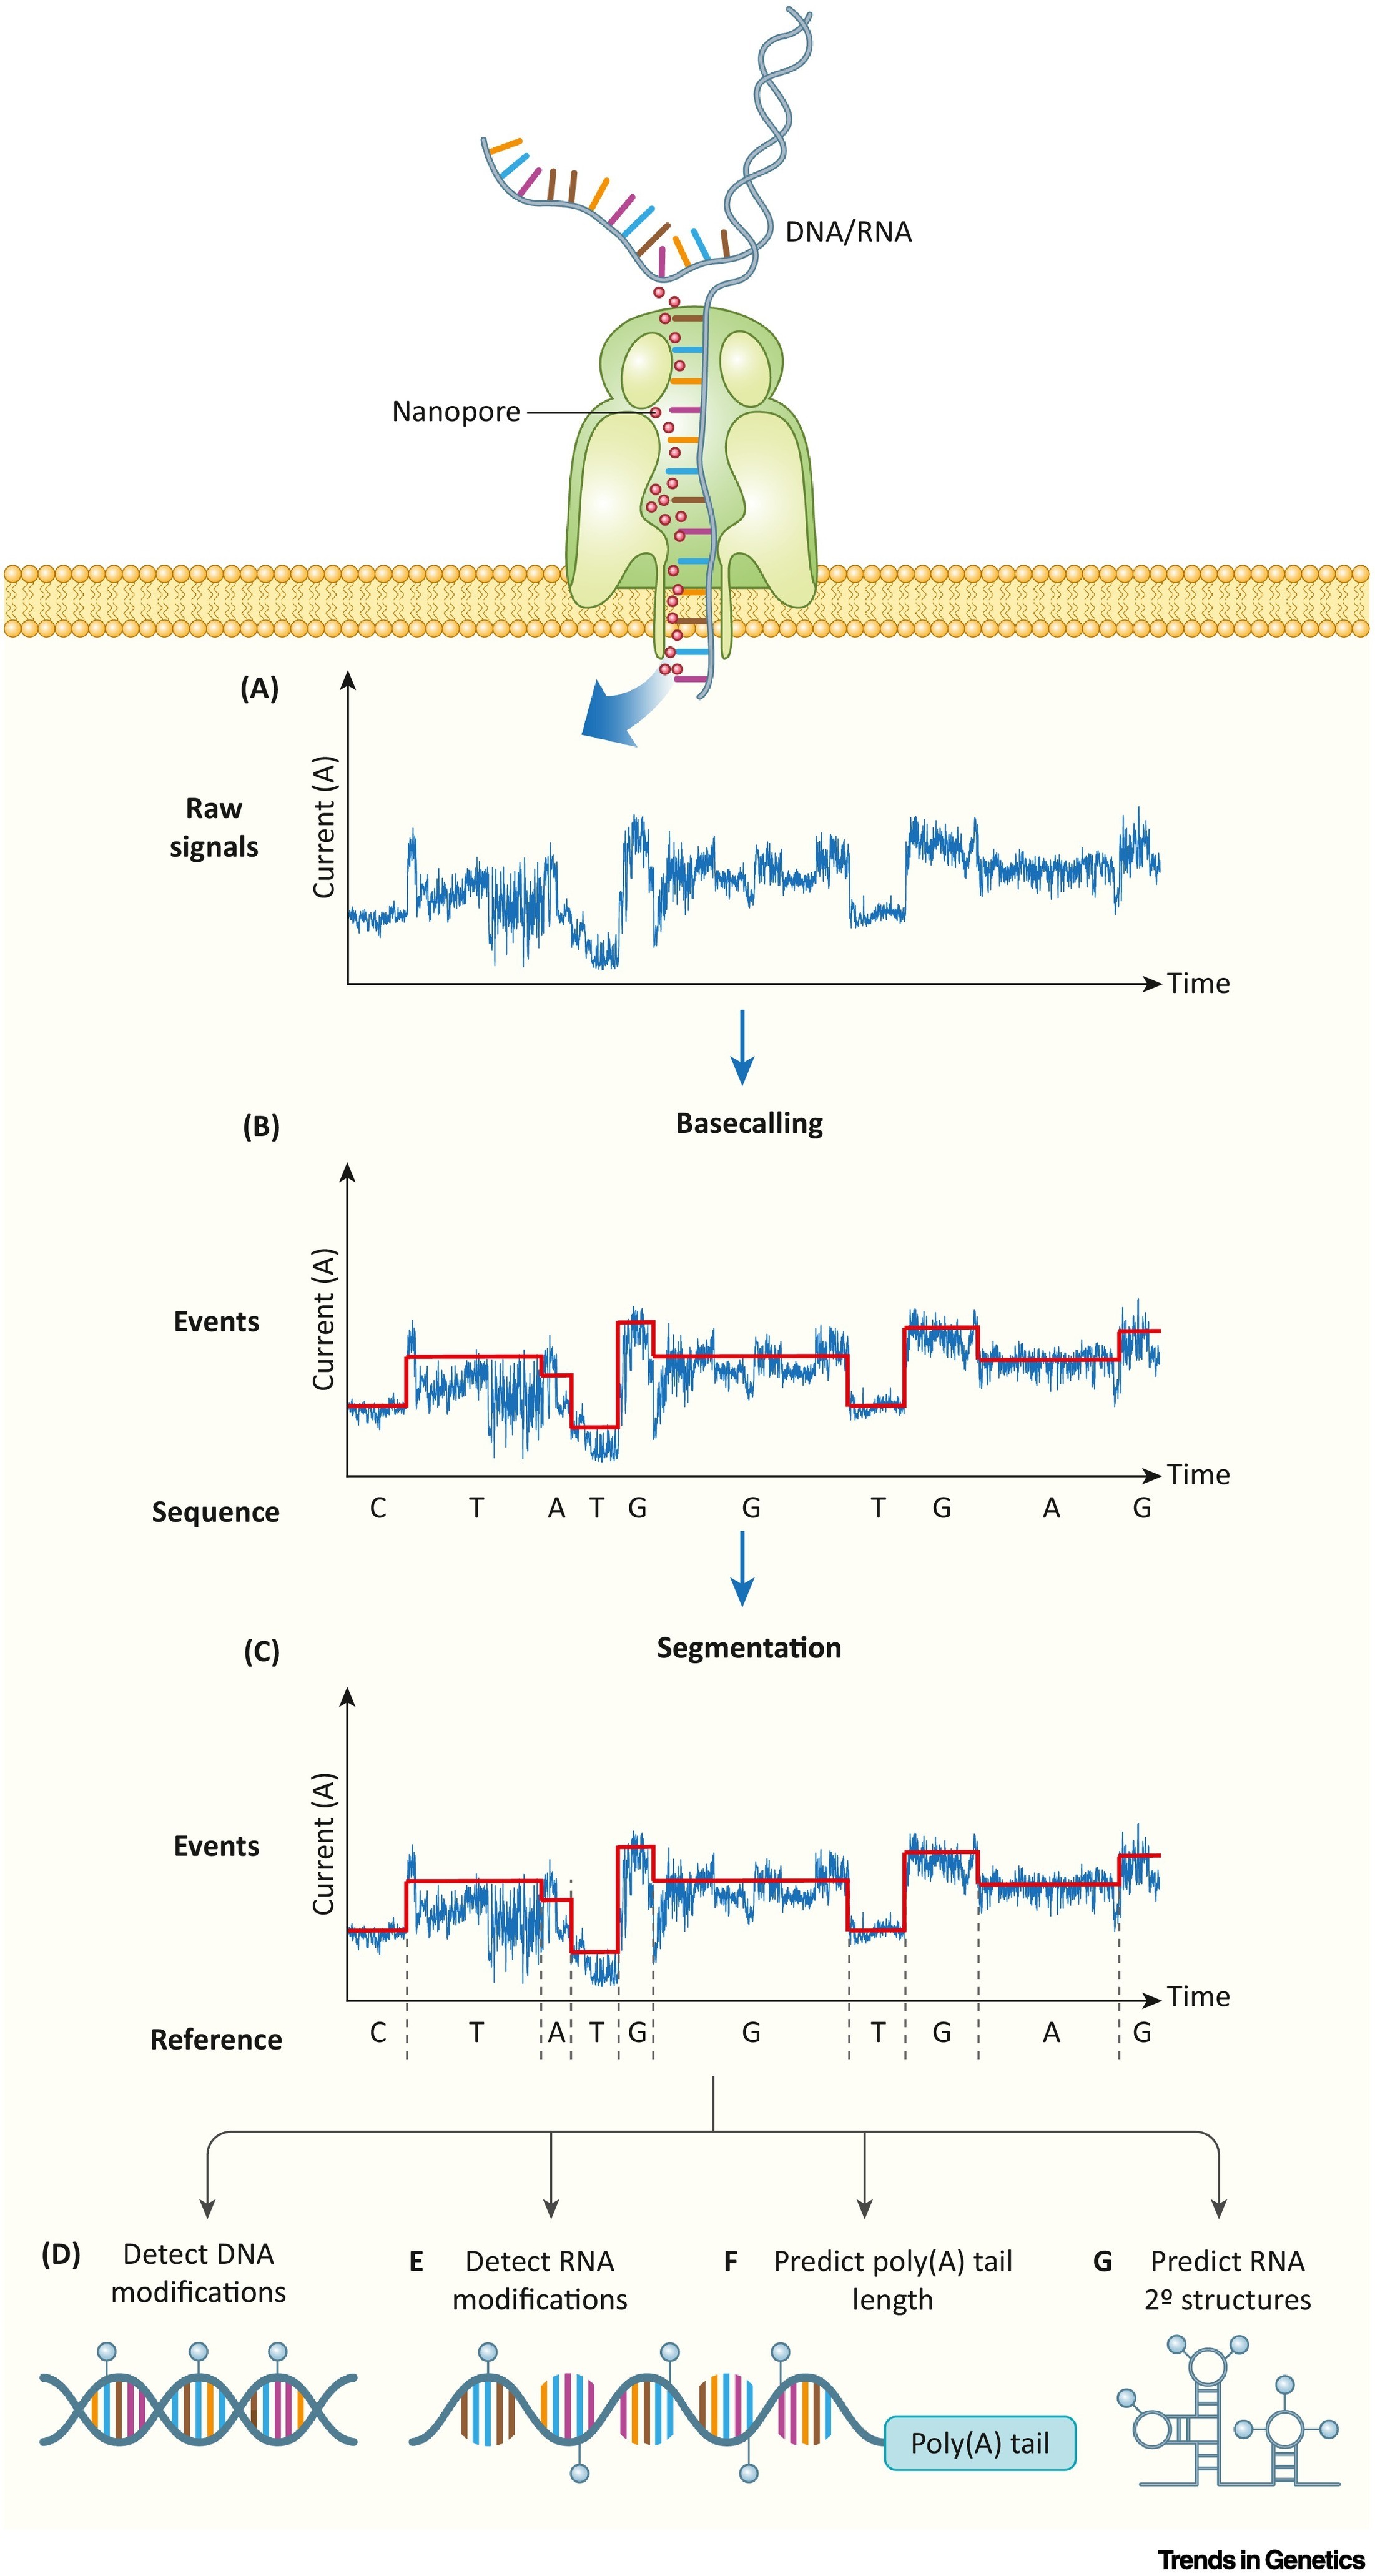 DNA/RNA
Nanopore
(A)
Raw
signals
Current (A)
Time
Basecalling
(B)
Events
Current (A)
Time
Sequence C T A T G G T G A G
Segmentation
(C)
Events
Current (A)
Time
Reference C T A T G G T G A G
(D) Detect DNA
modifications
E Detect RNA
modifications
F Predict poly(A) tail
length
G Predict RNA
2º structures
Poly(A) tail
Trends in Genetics